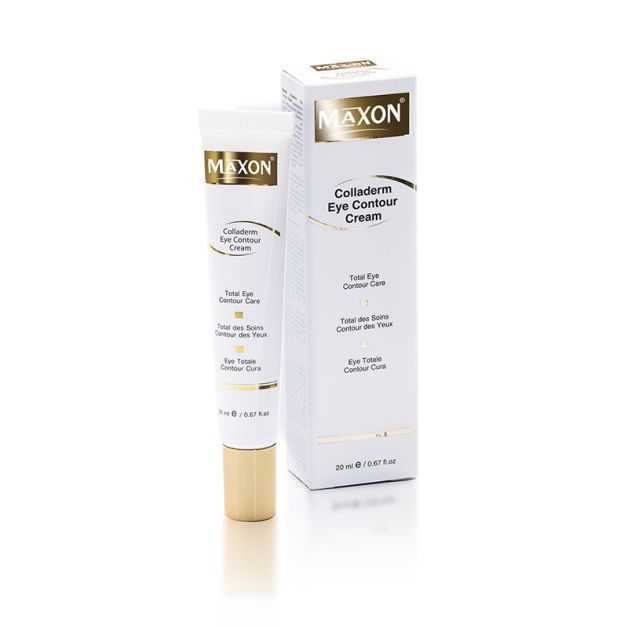 MAXON®
Colladerm
Eye Contour
Cream
Total Eye
Contour Care
Total des Soins
Contour des Yeux
Eye Totale
Contour Cura
20 ml e / 0.67 fl.oz
MAXON
MAXON®
Colladerm
Eye Contour
Cream
Total Eye
Contour Care
Total des Soins
Contour des Yeux
Eye Totale
Contour Cura
20 ml e / 0.67 fl.oz